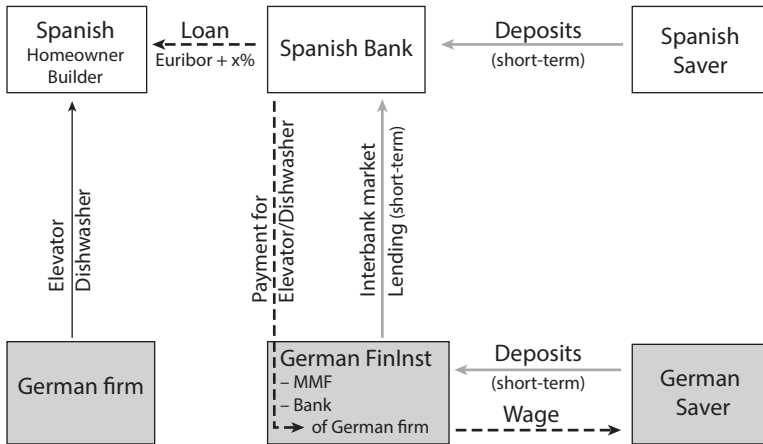 Spanish
Homeowner
Builder
Loan
Euribor + x%
Spanish Bank
Deposits
(short-term)
Spanish
Saver
Elevator
Dishwasher
Payment for
Elevator/Dishwasher
Interbank market
Lending (short-term)
German firm
German FinInst
– MMF
– Bank
of German firm
Deposits
(short-term)
Wage
German
Saver